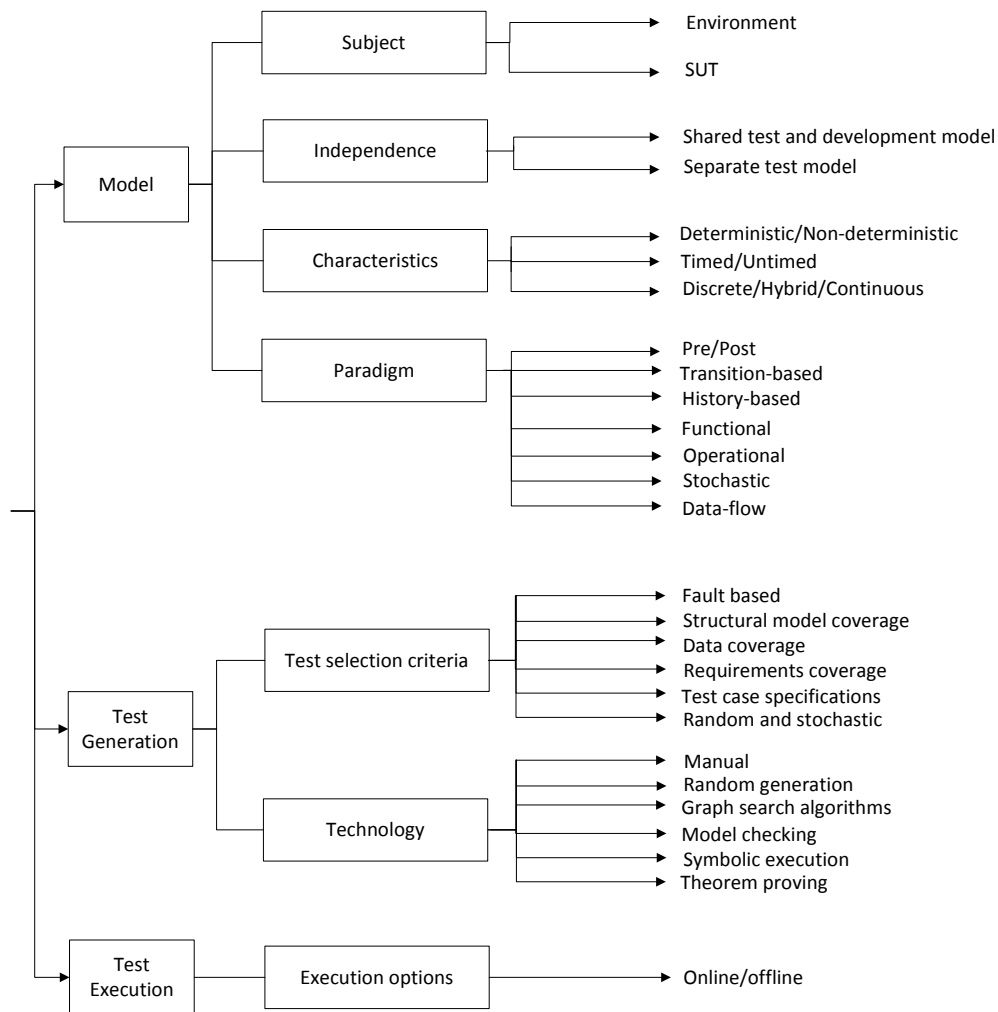 Subject
Environment
SUT
Model
Independence
Shared test and development model
Separate test model
Characteristics
Deterministic/Non-deterministic
Timed/Untimed
Discrete/Hybrid/Continuous
Paradigm
Pre/Post
Transition-based
History-based
Functional
Operational
Stochastic
Data-flow
Test
Generation
Test selection criteria
Fault based
Structural model coverage
Data coverage
Requirements coverage
Test case specifications
Random and stochastic
Technology
Manual
Random generation
Graph search algorithms
Model checking
Symbolic execution
Theorem proving
Test
Execution
Execution options
Online/offline